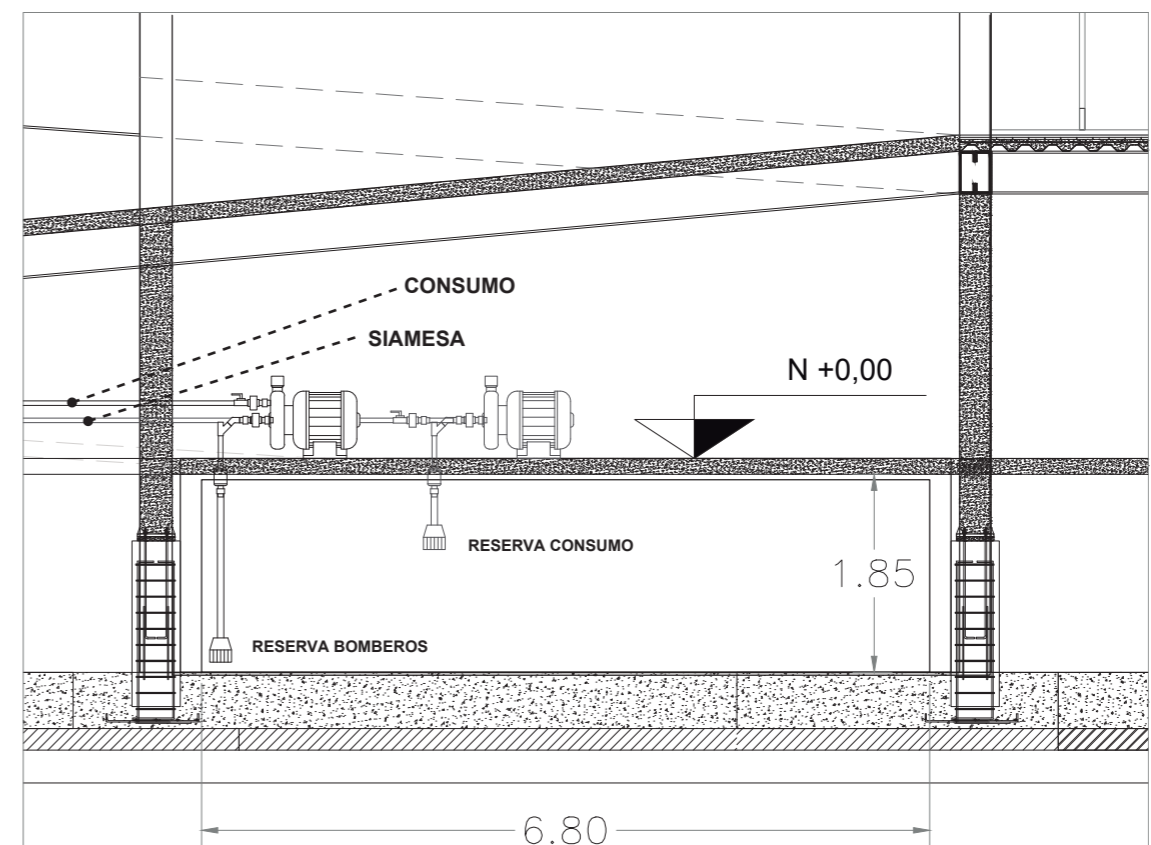 CONSUMO
SIAMESA
N +0,00
RESERVA CONSUMO
1.85
RESERVA BOMBEROS
6.80